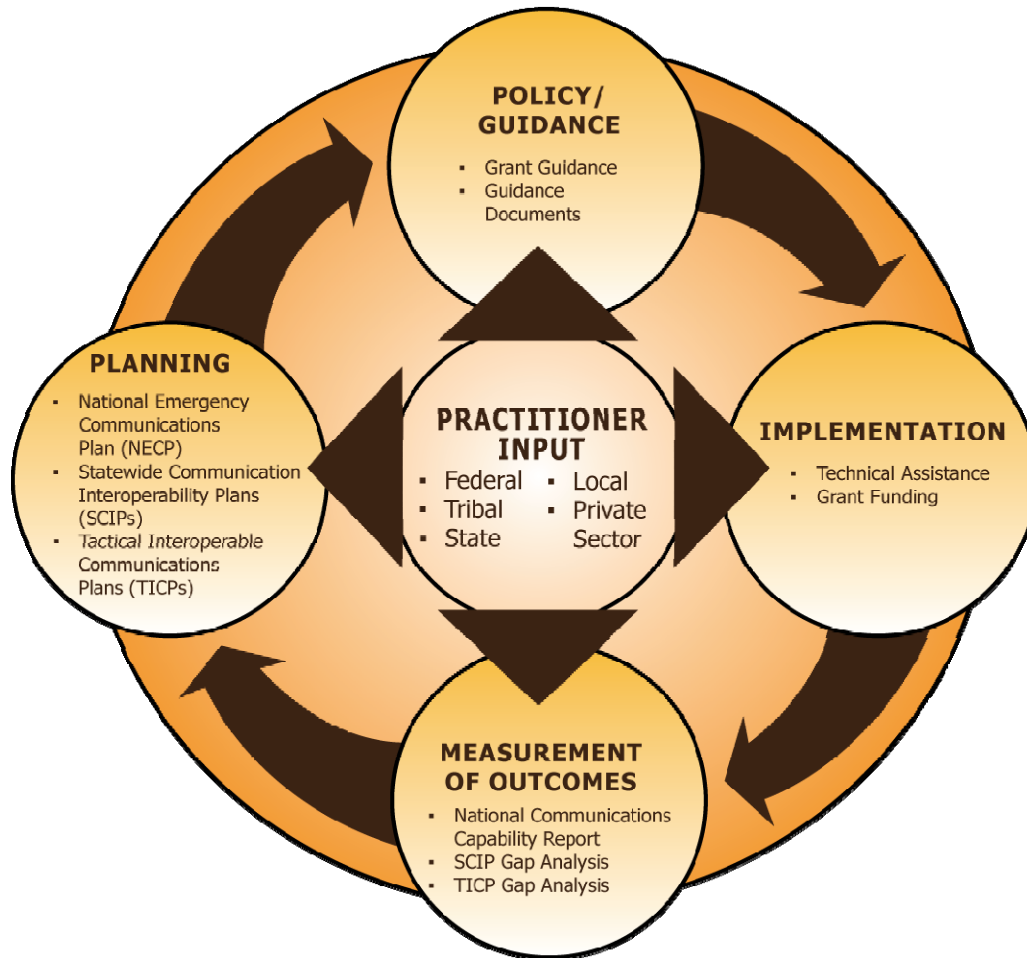 POLICY/
GUIDANCE
▪ Grant Guidance
▪ Guidance
Documents
PLANNING
▪ National Emergency
Communications
Plan (NECP)
▪ Statewide Communication
Interoperability Plans
(SCIPs)
▪ Tactical Interoperable
Communications
Plans (TICPs)
PRACTITIONER
INPUT
▪ Federal
▪ Tribal
▪ State
▪ Local
▪ Private
Sector
IMPLEMENTATION
▪ Technical Assistance
▪ Grant Funding
MEASUREMENT
OF OUTCOMES
▪ National Communications
Capability Report
▪ SCIP Gap Analysis
▪ TICP Gap Analysis